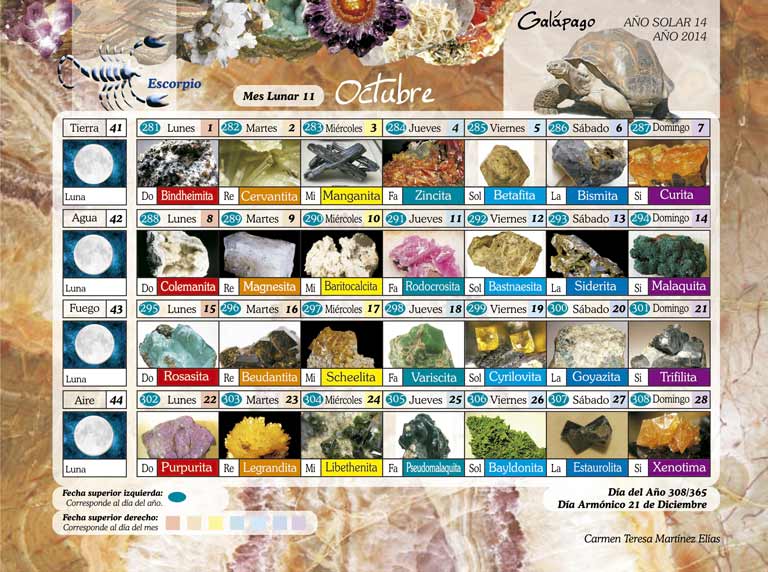 Galápago
AÑO SOLAR 14
AÑO 2014
Escorpio
Mes Lunar 11
Octubre
Tierra 41 281 Lunes 1 282 Martes 2 283 Miércoles 3 284 Jueves 4 285 Viernes 5 286 Sábado 6 287 Domingo 7
Luna Do Bindheimita Re Cervantita Mi Manganita Fa Zincita Sol Betafita La Bismita Si Curita
Agua 42 288 Lunes 8 289 Martes 9 290 Miércoles 10 291 Jueves 11 292 Viernes 12 293 Sábado 13 294 Domingo 14
Luna Do Colemanita Re Magnesita Mi Baritocalcita Fa Rodocrosita Sol Bastnaesita La Siderita Si Malaquita
Fuego 43 295 Lunes 15 296 Martes 16 297 Miércoles 17 298 Jueves 18 299 Viernes 19 300 Sábado 20 301 Domingo 21
Luna Do Rosasita Re Beudantita Mi Scheelita Fa Variscita Sol Cyrilovita La Goyazita Si Trifilita
Aire 44 302 Lunes 22 303 Martes 23 304 Miércoles 24 305 Jueves 25 306 Viernes 26 307 Sábado 27 308 Domingo 28
Luna Do Purpurita Re Legrandita Mi Libethenita Fa Pseudomalaquita Sol Bayldonita La Estaurolita Si Xenotima
Fecha superior izquierda:
Corresponde al día del año.
Fecha superior derecho:
Corresponde al día del mes
Día del Año 308/365
Día Armónico 21 de Diciembre
Carmen Teresa Martínez Elías